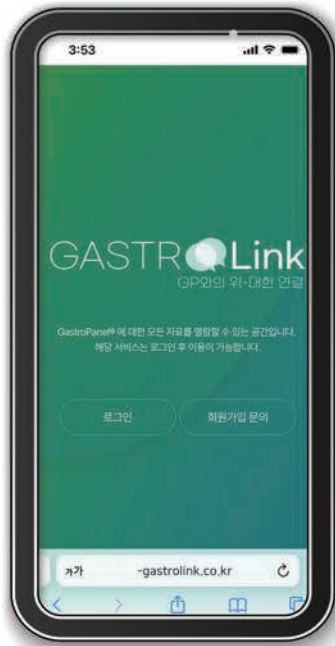 3:53
GASTROLink
GP와의 위-대한 연결
GastroPanel® 에 대한 모든 자료를 열람할 수 있는 공간입니다.
해당 서비스는 로그인 후 이용이 가능합니다.
로그인 회원가입 문의
가가 -gastrolink.co.kr